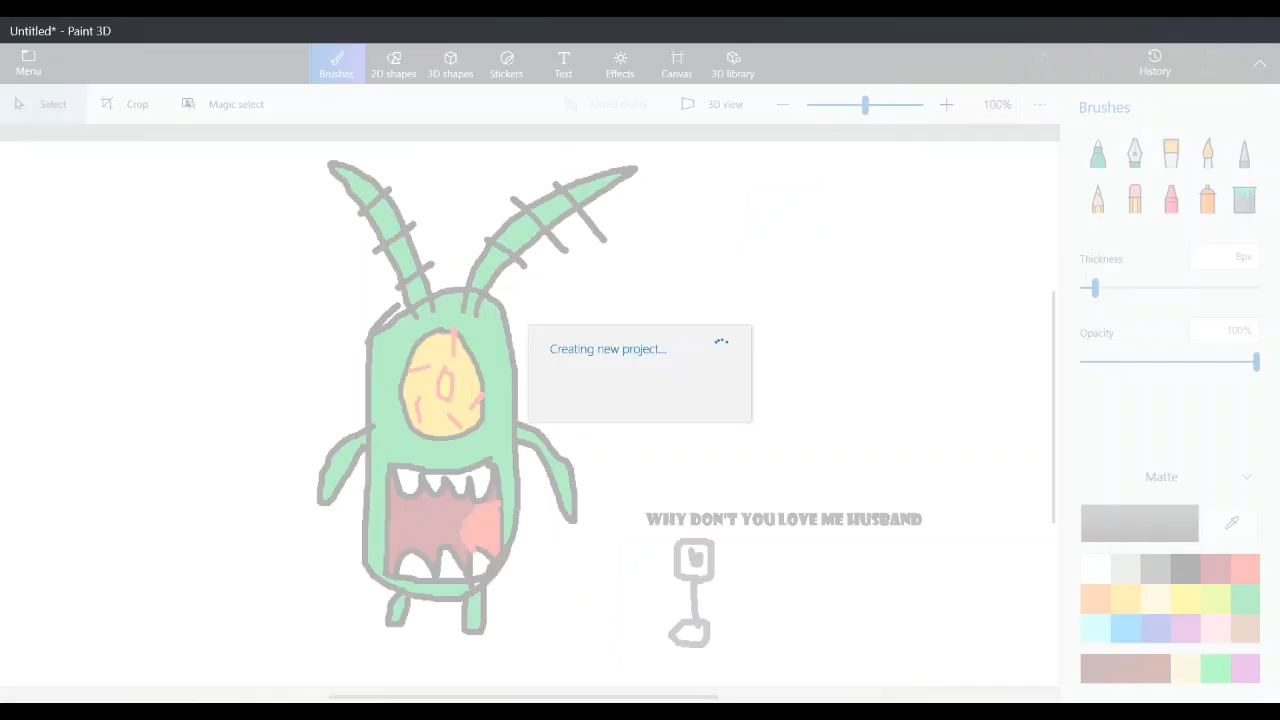 Untitled* - Paint 3D
Menu
Brushes
2D shapes
3D shapes
Stickers
Text
Effects
Canvas
3D library
History
Select
Crop
Magic select
3D view
100%
Brushes
Thickness
8px
Opacity
100%
Creating new project...
Matte
WHY DON'T YOU LOVE ME HUSBAND